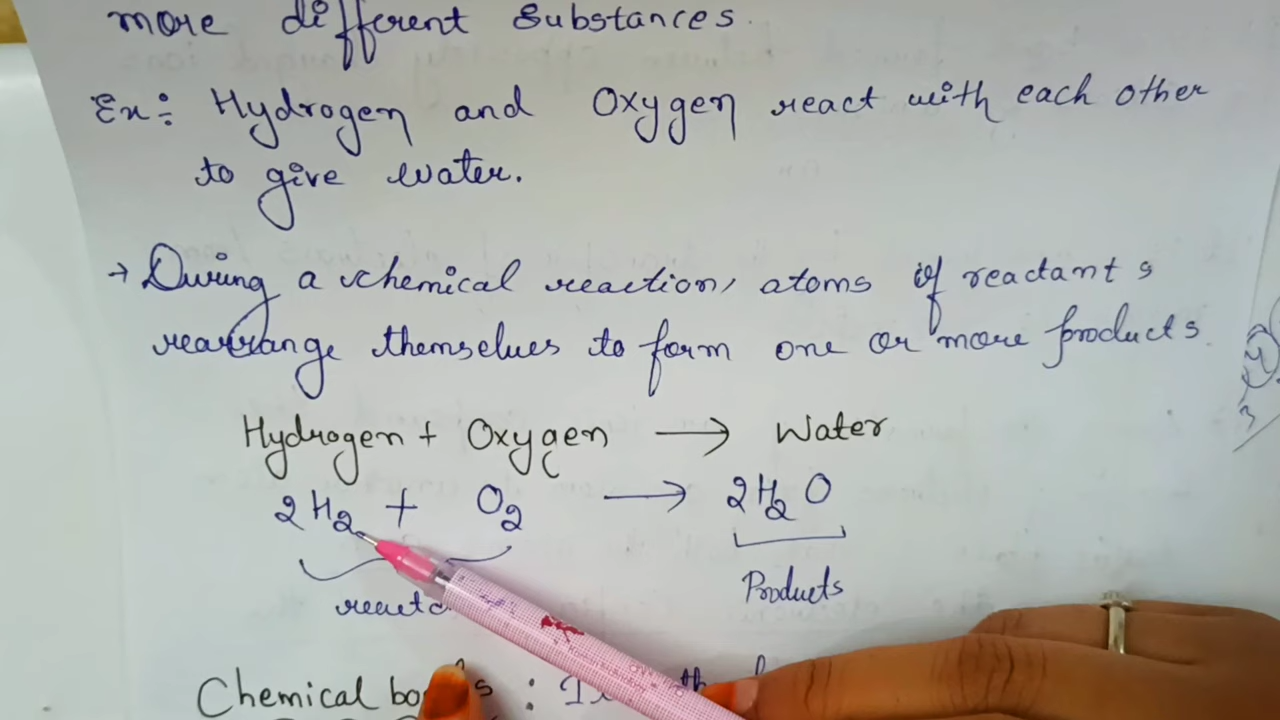 more different substances.
Ex:- Hydrogen and Oxygen react with each other
to give water.
→ During a chemical reaction, atoms of reactants
rearrange themselves to form one or more products.
Hydrogen + Oxygen → Water
2H₂ + O₂ → 2H₂O
Products
Chemical :